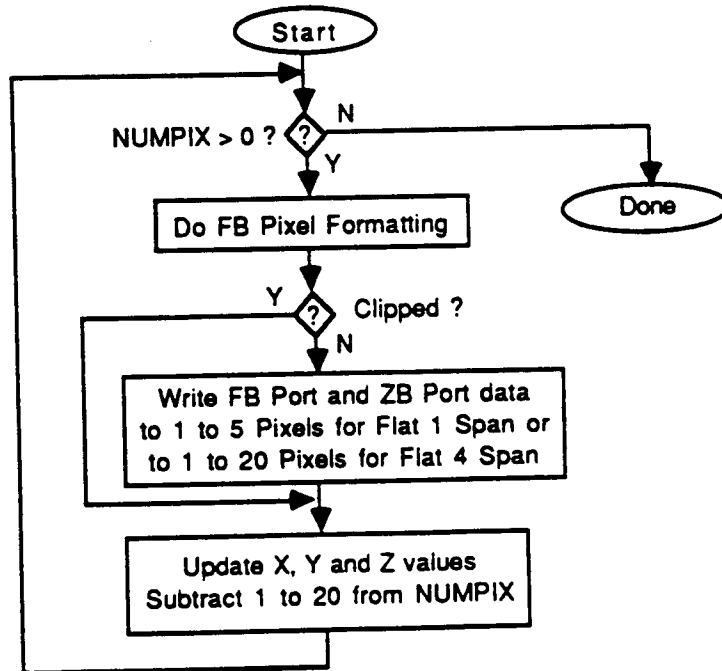 Start
N
NUMPIX > 0 ?
?
Y
Done
Do FB Pixel Formatting
Y
?
Clipped ?
N
Write FB Port and ZB Port data
to 1 to 5 Pixels for Flat 1 Span or
to 1 to 20 Pixels for Flat 4 Span
Update X, Y and Z values
Subtract 1 to 20 from NUMPIX